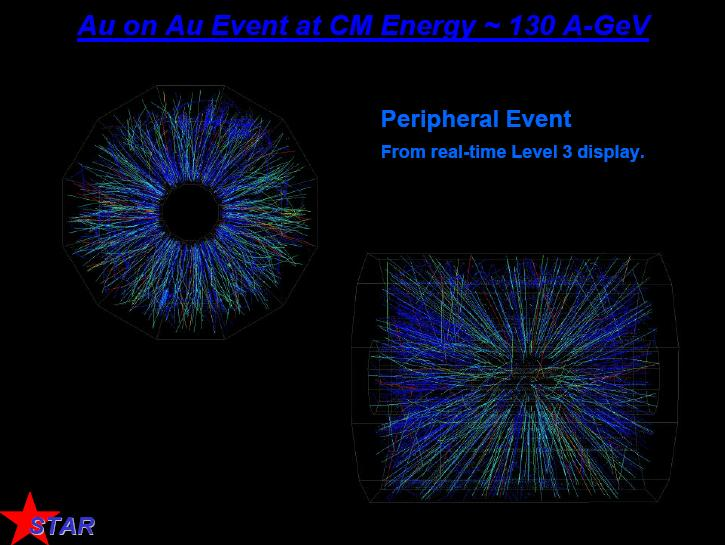 Au on Au Event at CM Energy ~ 130 A-GeV
Peripheral Event
From real-time Level 3 display.
STAR